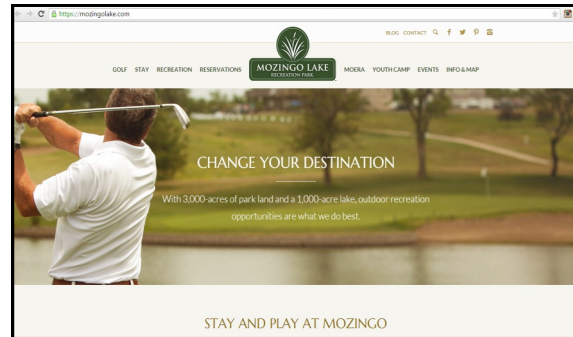 https://mozingolake.com
BLOG CONTACT
GOLF STAY RECREATION RESERVATIONS
MOZINGO LAKE
RECREATION PARK
MOERA YOUTH CAMP EVENTS INFO & MAP
CHANGE YOUR DESTINATION
With 3,000-acres of park land and a 1,000-acre lake, outdoor recreation
opportunities are what we do best.
STAY AND PLAY AT MOZINGO